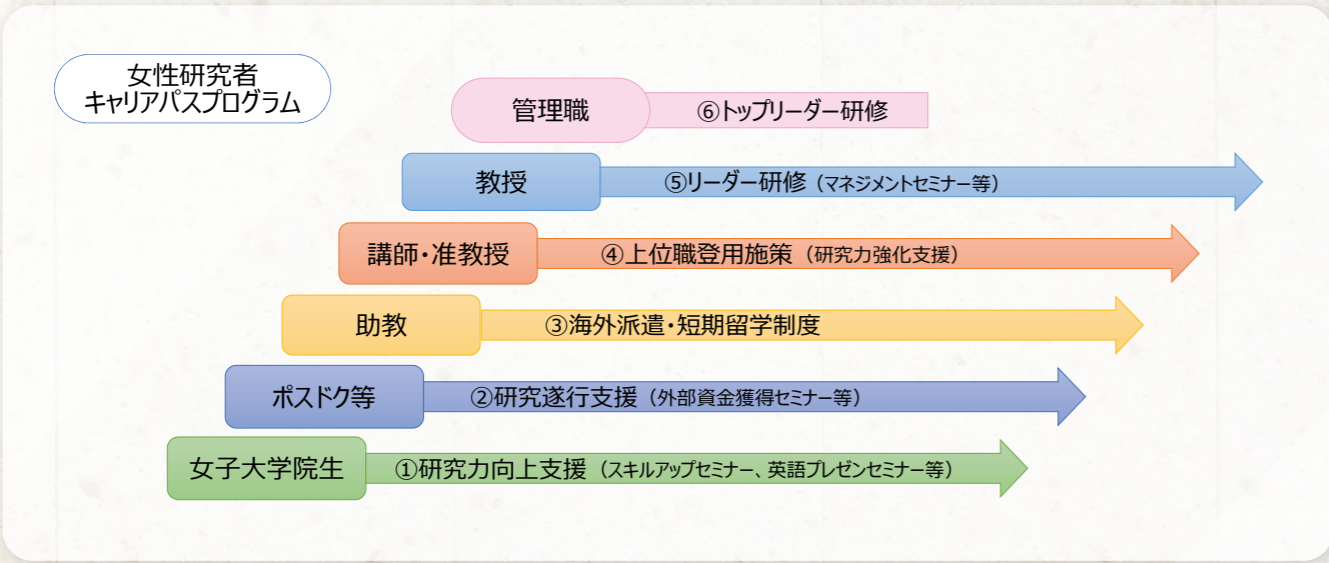 女性研究者
キャリアパスプログラム
管理職 ⑥トップリーダー研修
教授 ⑤リーダー研修（マネジメントセミナー等）
講師・准教授 ④上位職登用施策（研究力強化支援）
助教 ③海外派遣・短期留学制度
ポスドク等 ②研究遂行支援（外部資金獲得セミナー等）
女子大学院生 ①研究力向上支援（スキルアップセミナー、英語プレゼンセミナー等）